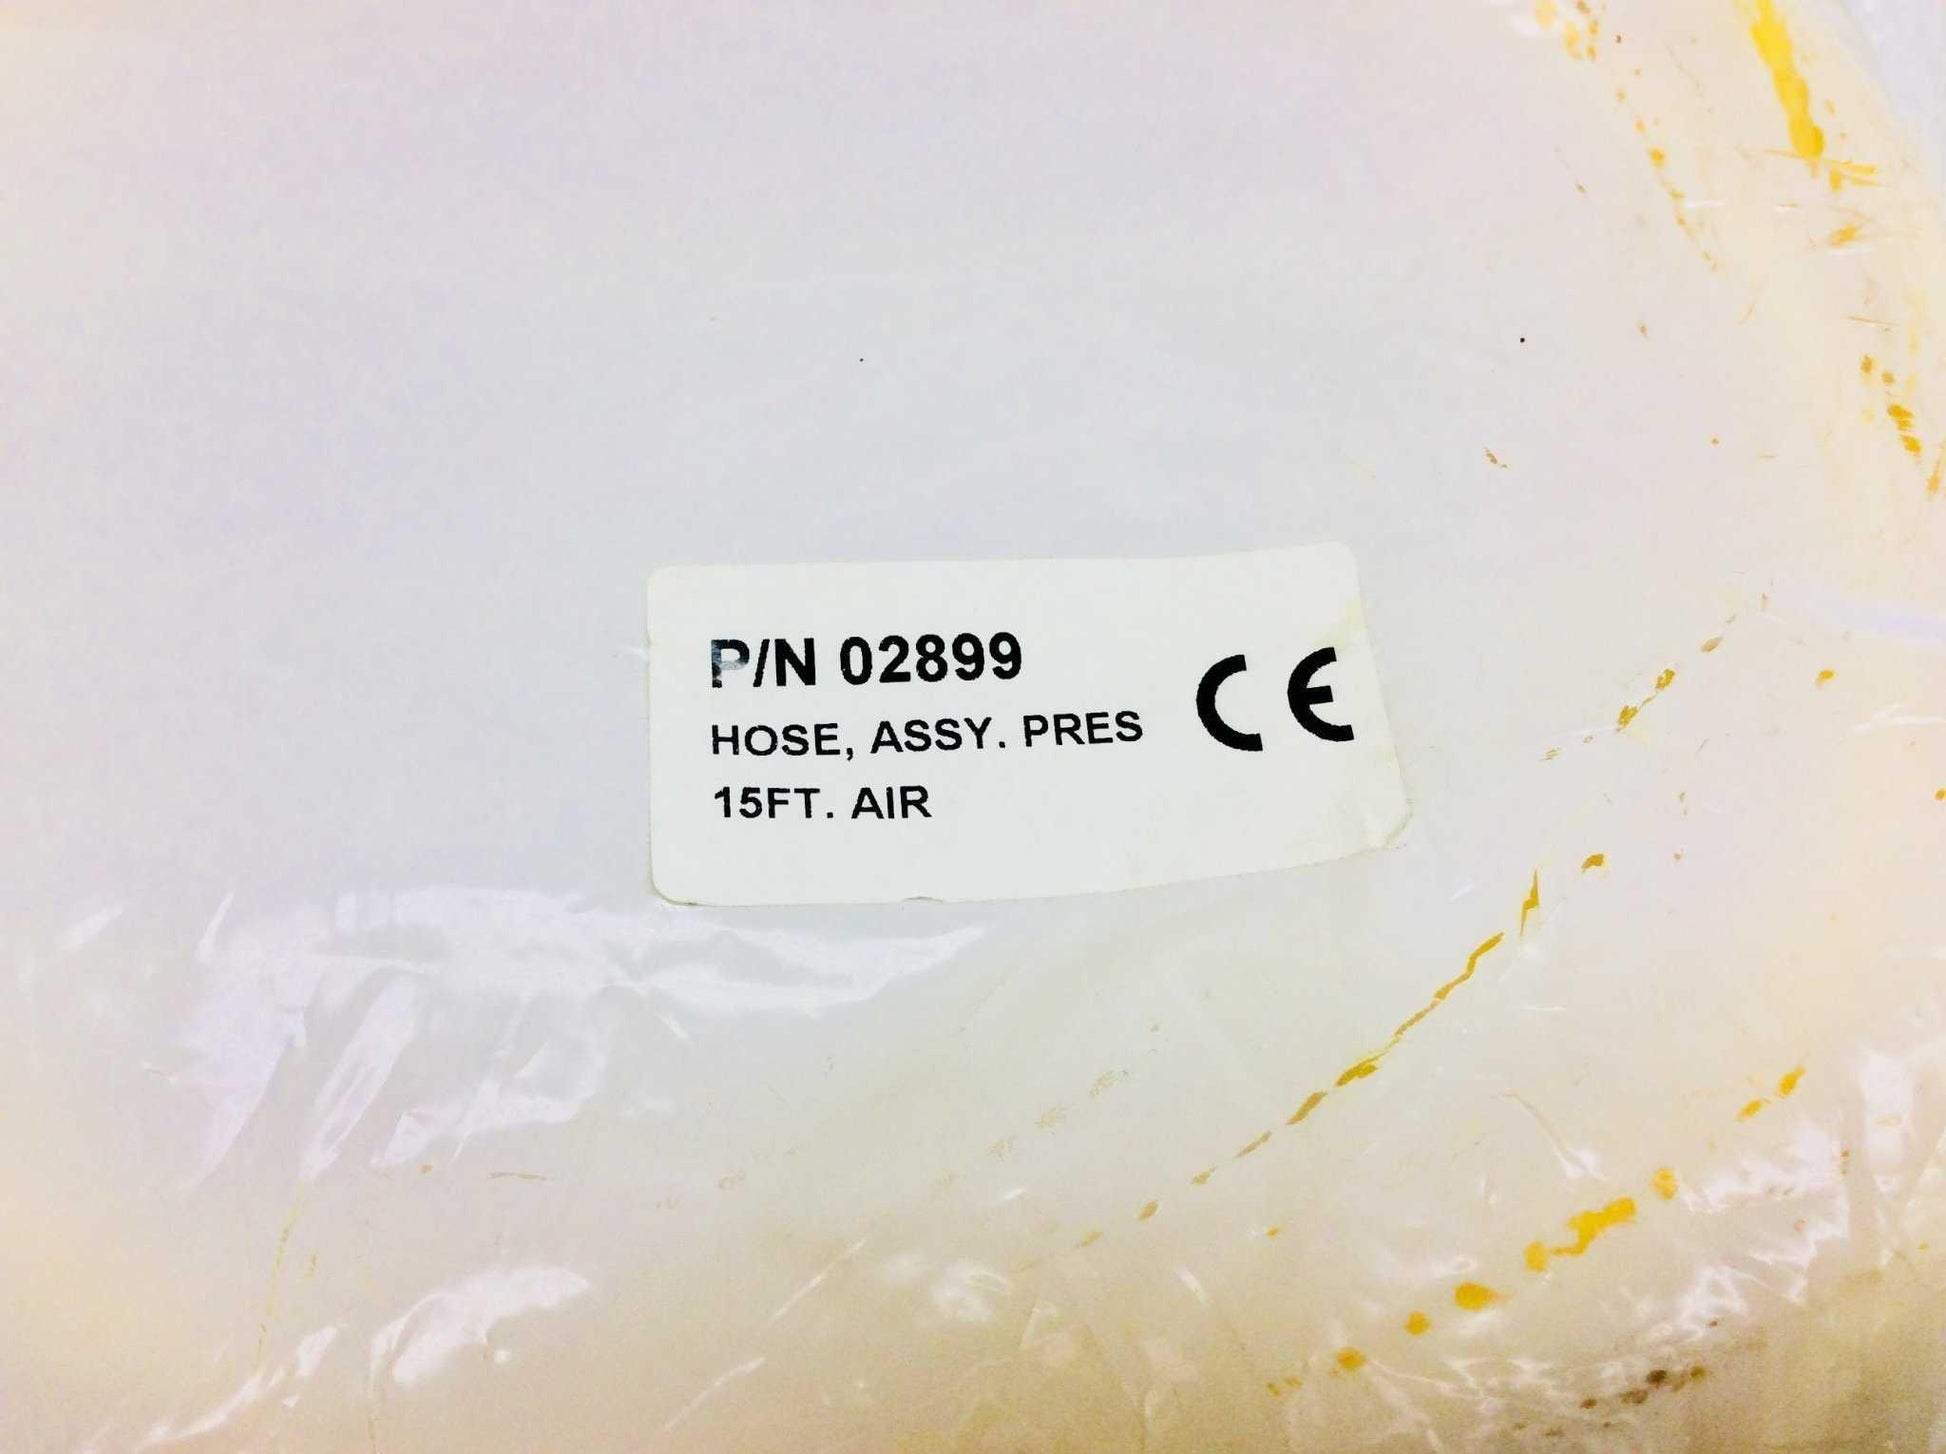 P/N 02899
HOSE, ASSY. PRES
15FT. AIR
CE